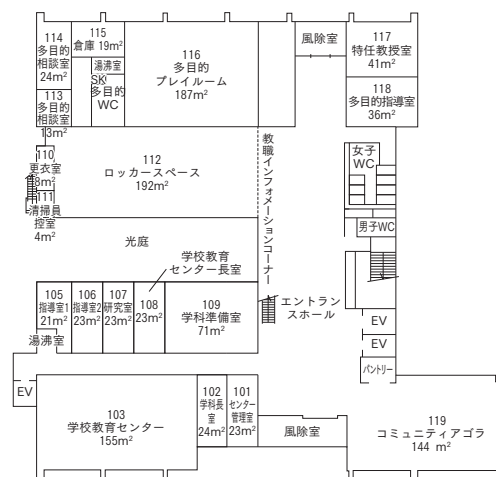 114
多目的
相談室
24m²
115
倉庫 19m²
湯沸室
SK
多目的
WC
116
多目的
プレイルーム
187m²
風除室
117
特任教授室
41m²
118
多目的指導室
36m²
113
多目的
相談室
13m²
110
更衣室
8m²
111
清掃員
控室
4m²
112
ロッカースペース
192m²
教職インフォメーションコーナー
女子
WC
男子WC
光庭
学校教育
センター長室
105
指導室1
21m²
106
指導室2
23m²
107
研究室
23m²
108
23m²
109
学科準備室
71m²
エントラン
スホール
EV
EV
パントリー
湯沸室
EV
103
学校教育センター
155m²
102
学科長室
24m²
101
センター
管理室
23m²
風除室
119
コミュニティアゴラ
144 m²